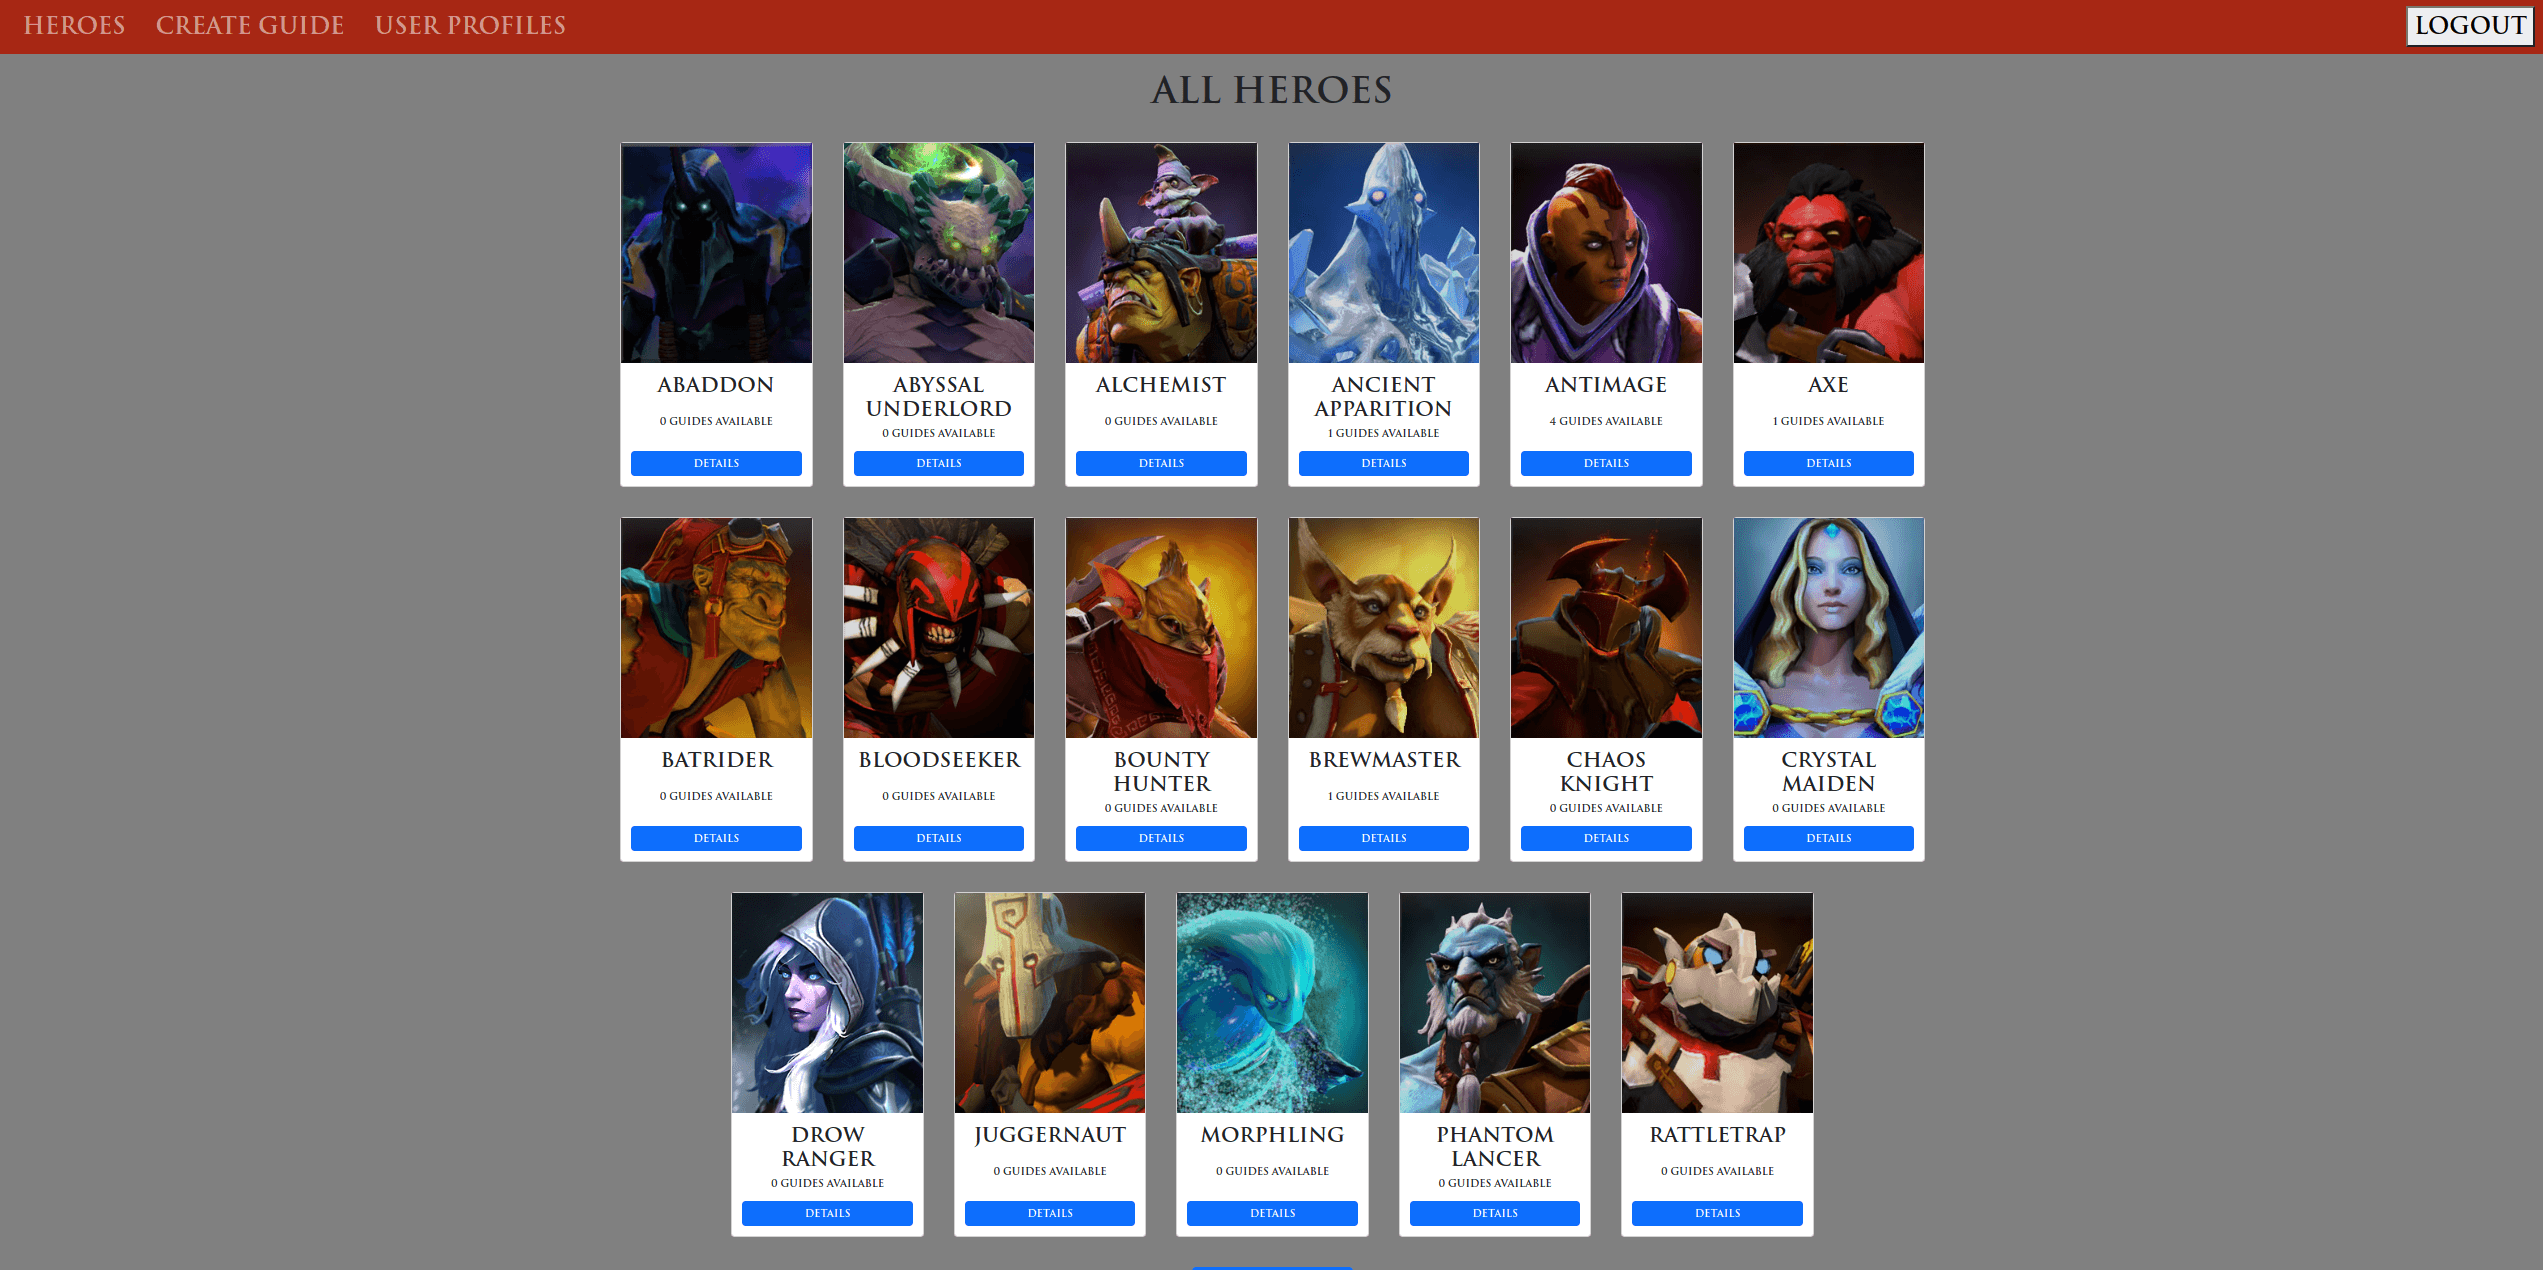 HEROES CREATE GUIDE USER PROFILES LOGOUT
ALL HEROES
ABADDON
0 GUIDES AVAILABLE
DETAILS
ABYSSAL
UNDERLORD
0 GUIDES AVAILABLE
DETAILS
ALCHEMIST
0 GUIDES AVAILABLE
DETAILS
ANCIENT
APPARITION
1 GUIDES AVAILABLE
DETAILS
ANTIMAGE
4 GUIDES AVAILABLE
DETAILS
AXE
1 GUIDES AVAILABLE
DETAILS
BATRIDER
0 GUIDES AVAILABLE
DETAILS
BLOODSEEKER
0 GUIDES AVAILABLE
DETAILS
BOUNTY
HUNTER
0 GUIDES AVAILABLE
DETAILS
BREWMASTER
1 GUIDES AVAILABLE
DETAILS
CHAOS
KNIGHT
0 GUIDES AVAILABLE
DETAILS
CRYSTAL
MAIDEN
0 GUIDES AVAILABLE
DETAILS
DROW
RANGER
0 GUIDES AVAILABLE
DETAILS
JUGGERNAUT
0 GUIDES AVAILABLE
DETAILS
MORPHLING
0 GUIDES AVAILABLE
DETAILS
PHANTOM
LANCER
0 GUIDES AVAILABLE
DETAILS
RATTLETRAP
0 GUIDES AVAILABLE
DETAILS